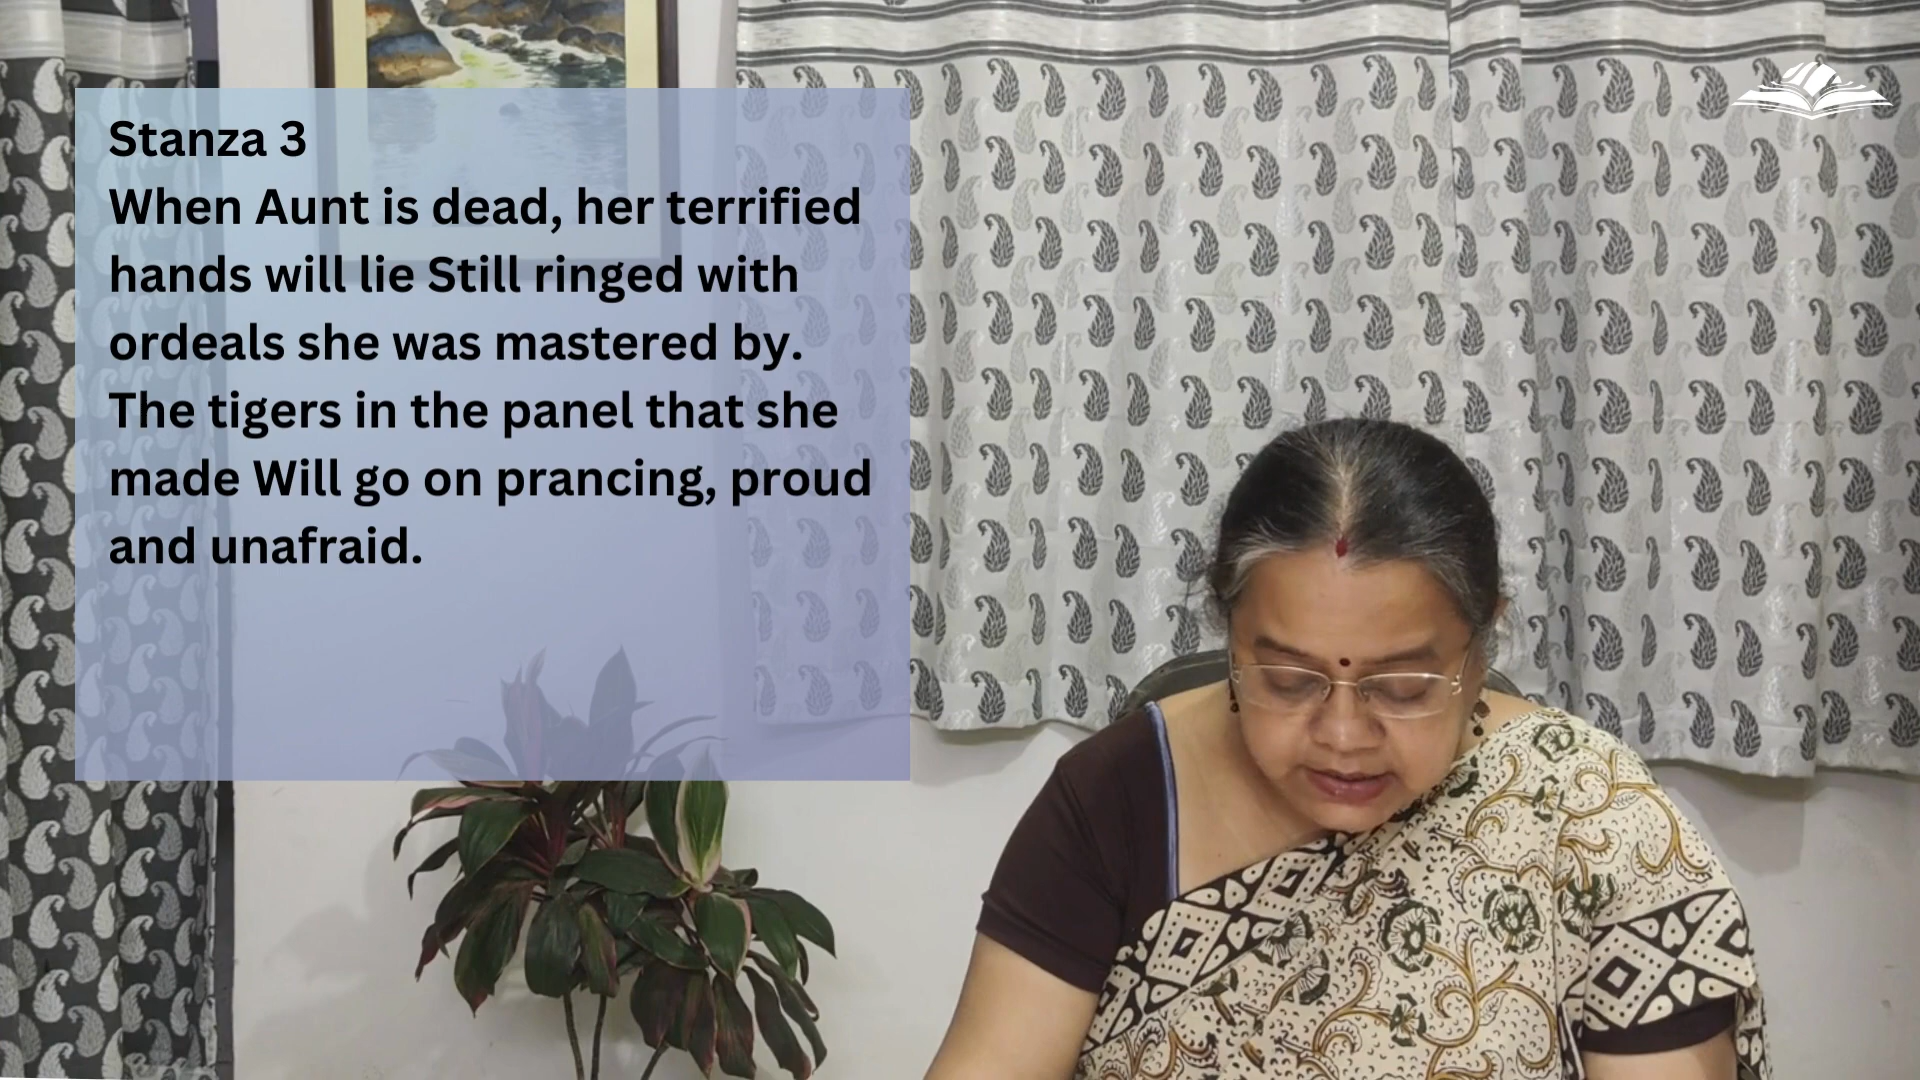 Stanza 3
When Aunt is dead, her terrified
hands will lie Still ringed with
ordeals she was mastered by.
The tigers in the panel that she
made Will go on prancing, proud
and unafraid.